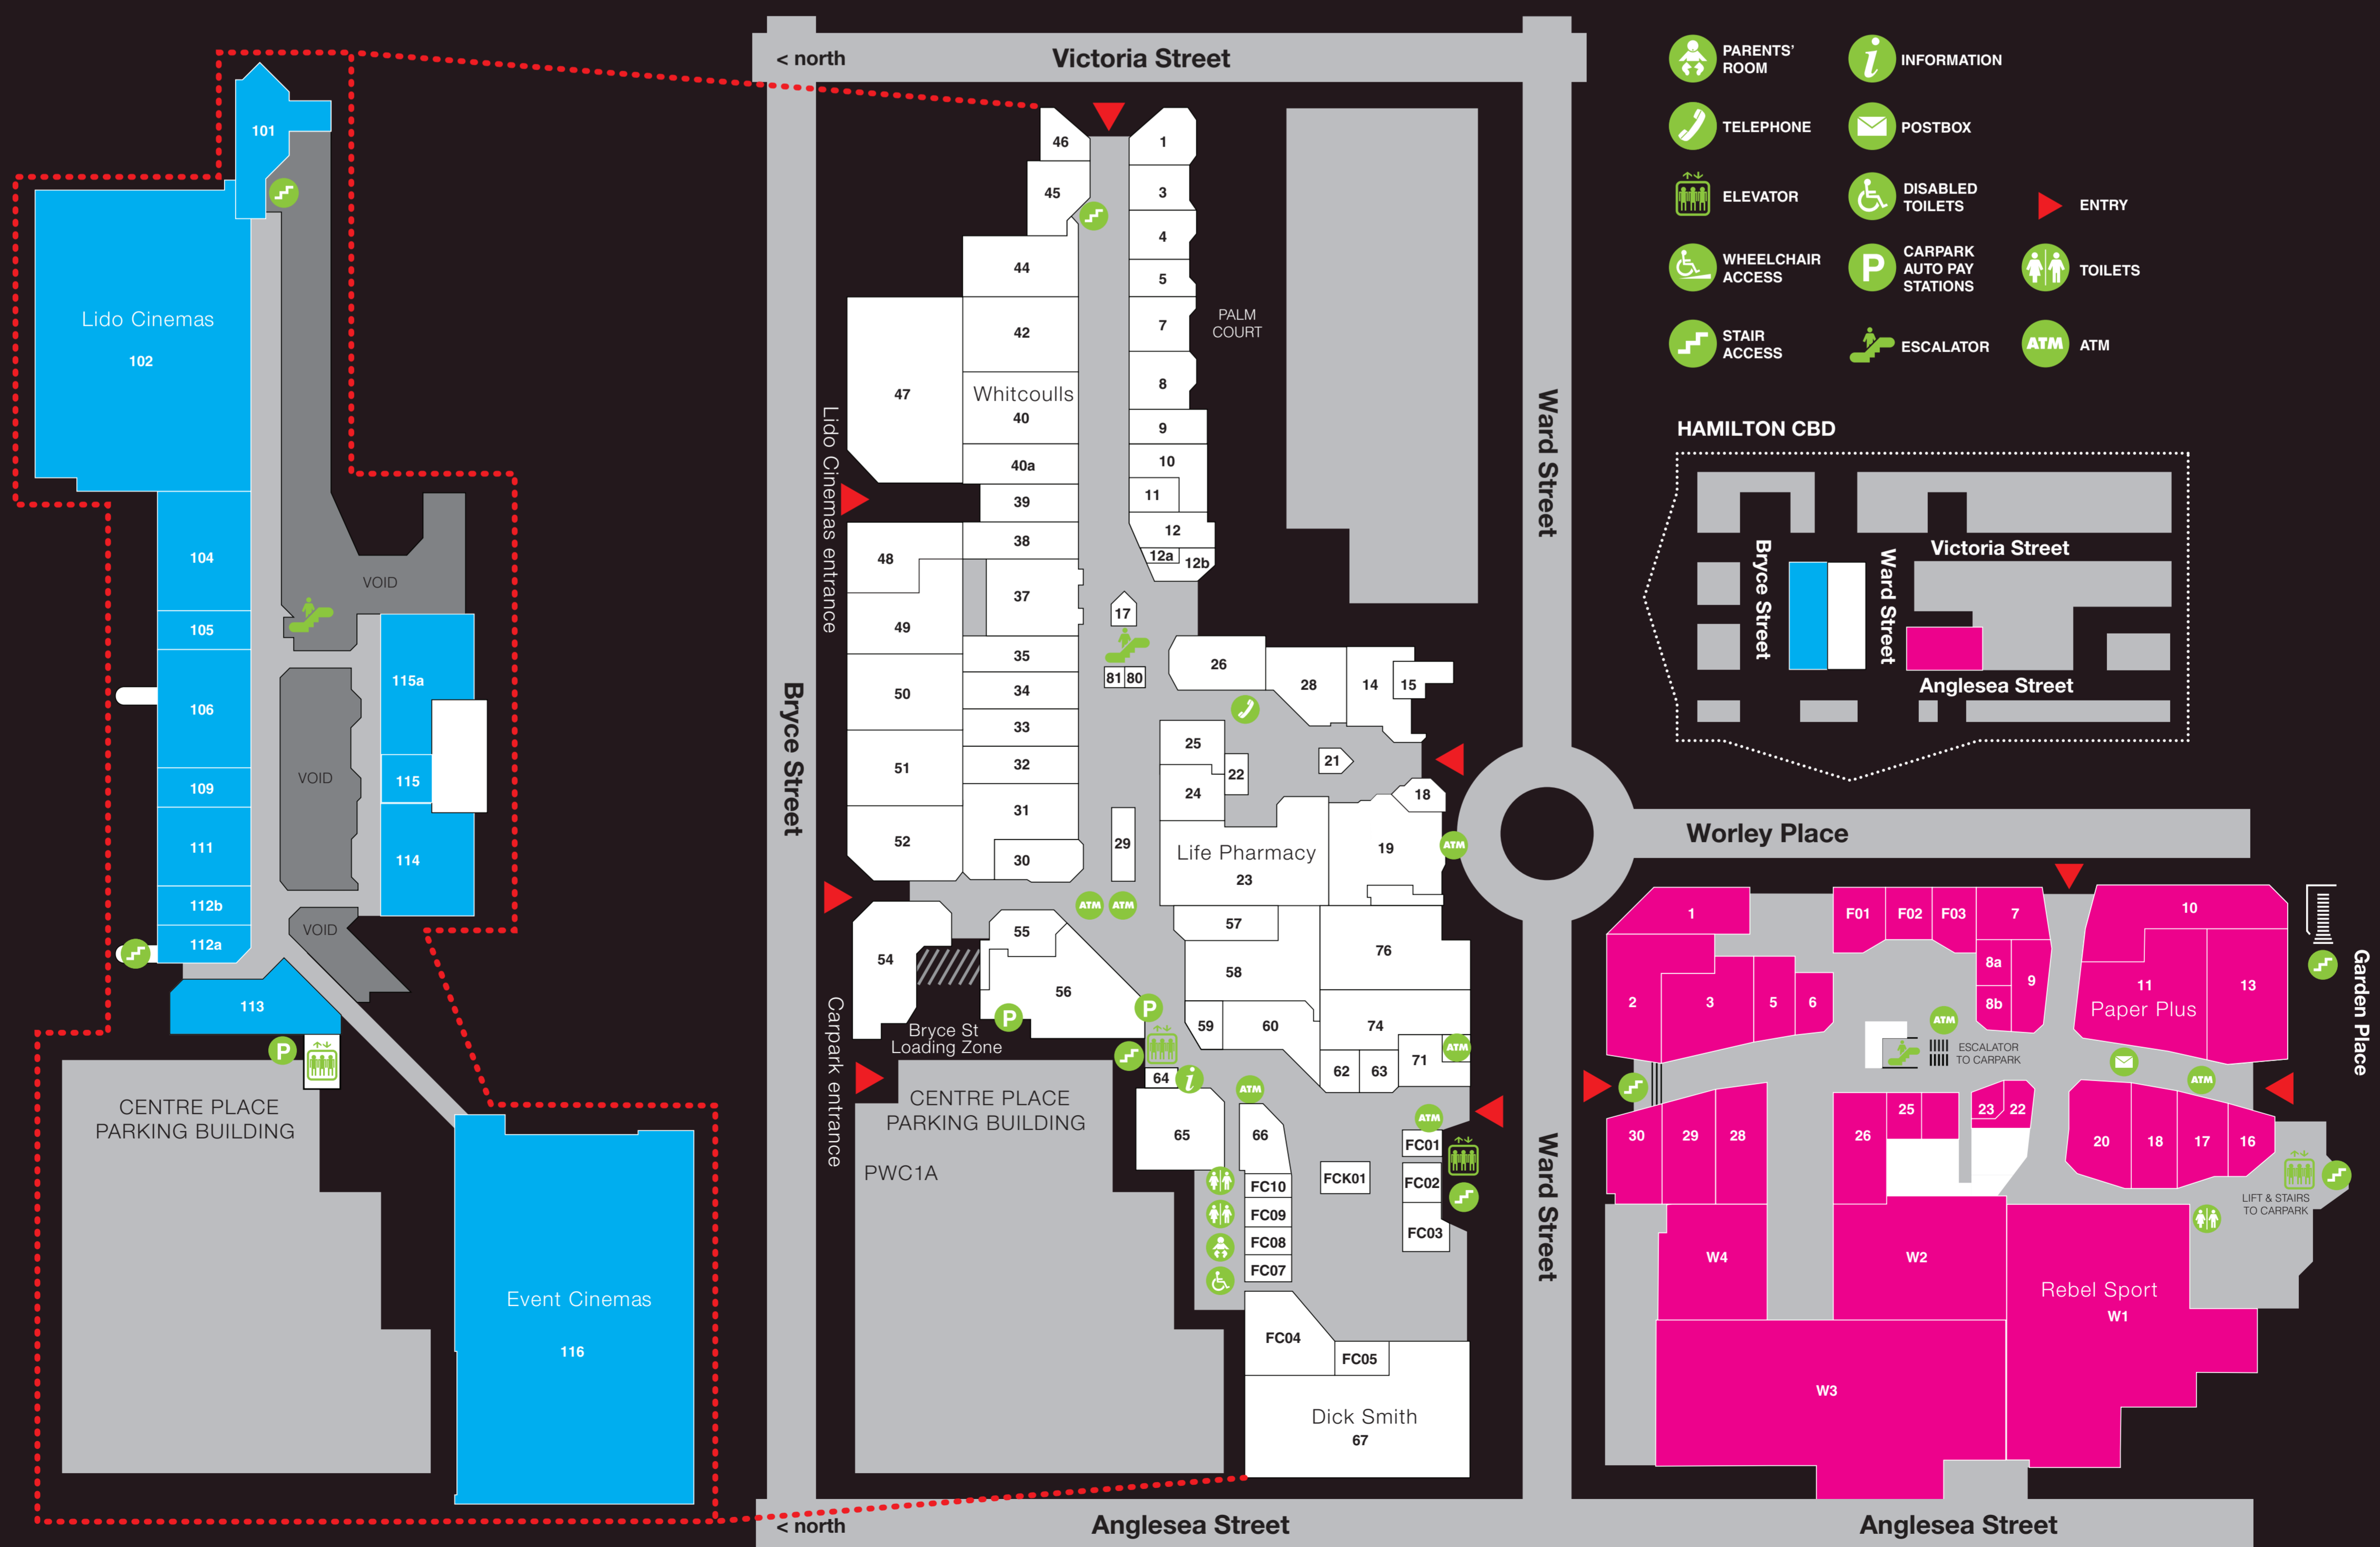 101
Lido Cinemas
102
104
VOID
105
115a
106
VOID
115
109
111
114
112b
VOID
112a
113
P
CENTRE PLACE
PARKING BUILDING
Event Cinemas
116
< north
Victoria Street
46
1
45
3
4
44
5
PALM
COURT
42
7
8
47
Whitcoulls
40
9
40a
10
39
11
12
38
12a
12b
48
37
17
49
35
26
81
80
28
14
15
34
50
33
25
21
32
22
51
24
18
31
29
52
30
Life Pharmacy
23
19
ATM
ATM
ATM
57
55
54
76
56
58
P
P
59
60
74
Bryce St
Loading Zone
ATM
71
62
63
64
i
ATM
CENTRE PLACE
PARKING BUILDING
ATM
65
66
FC01
PWC1A
FCK01
FC02
FC10
FC09
FC03
FC08
FC07
FC04
FC05
Dick Smith
67
Lido Cinemas entrance
Bryce Street
Carpark entrance
Ward Street
Ward Street
< north
Anglesea Street
Anglesea Street
PARENTS'
ROOM
i
INFORMATION
TELEPHONE
POSTBOX
ELEVATOR
DISABLED
TOILETS
ENTRY
WHEELCHAIR
ACCESS
P
CARPARK
AUTO PAY
STATIONS
TOILETS
STAIR
ACCESS
ESCALATOR
ATM
ATM
HAMILTON CBD
Victoria Street
Bryce Street
Ward Street
Anglesea Street
Worley Place
1
F01
F02
F03
7
10
8a
9
2
3
5
6
8b
11
Paper Plus
13
ATM
ESCALATOR
TO CARPARK
ATM
Garden Place
30
29
28
26
25
23
22
20
18
17
16
LIFT & STAIRS
TO CARPARK
W4
W2
Rebel Sport
W1
W3